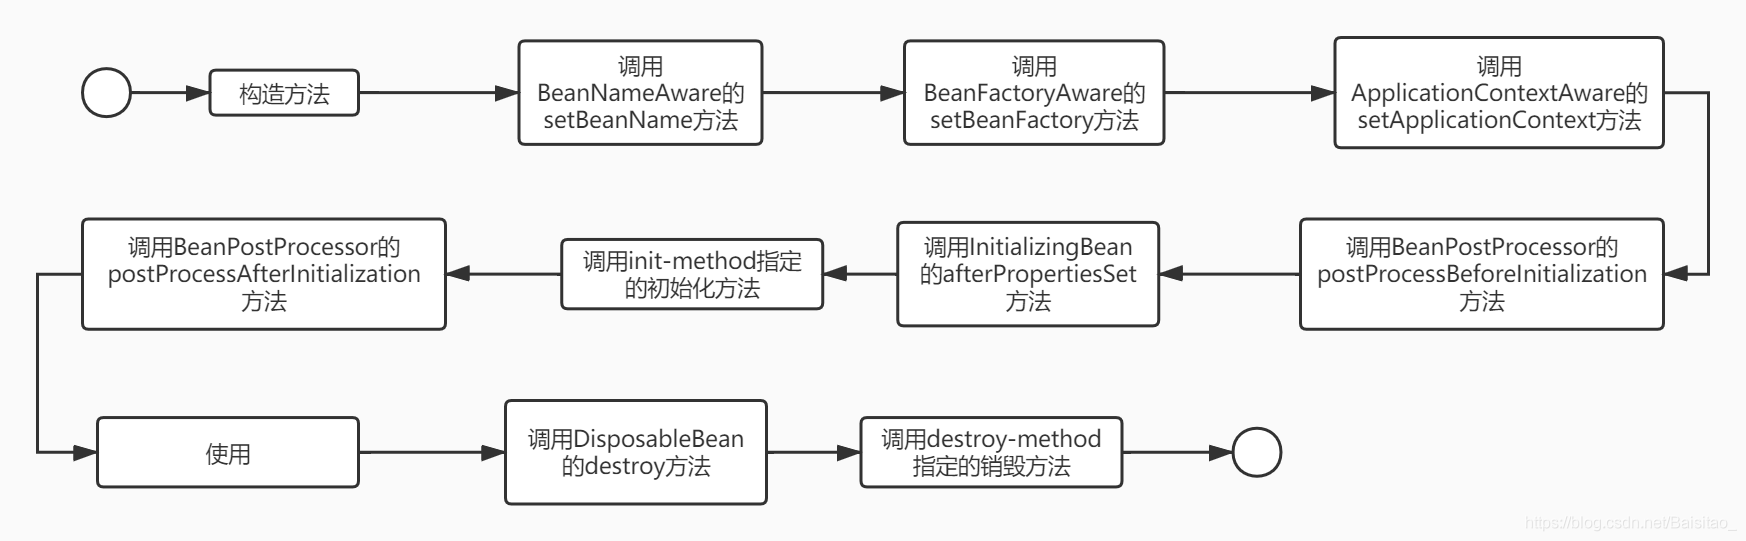 构造方法
调用
BeanNameAware的
setBeanName方法
调用
BeanFactoryAware的
setBeanFactory方法
调用
ApplicationContextAware的
setApplicationContext方法
调用BeanPostProcessor的
postProcessBeforeInitialization
方法
调用InitializingBean
的afterPropertiesSet
方法
调用init-method指定
的初始化方法
调用BeanPostProcessor的
postProcessAfterInitialization
方法
使用
调用DisposableBean
的destroy方法
调用destroy-method
指定的销毁方法
https://blog.csdn.net/Baisitao_